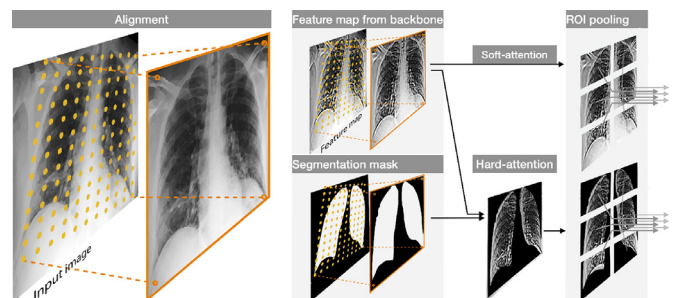 Alignment
Input image
Feature map from backbone
Feature map
Soft-attention
ROI pooling
Segmentation mask
Hard-attention